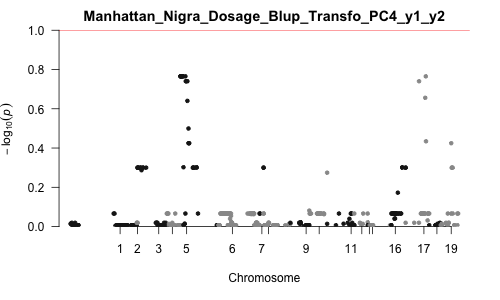 Manhattan_Nigra_Dosage_Blup_Transfo_PC4_y1_y2
− log10(p)
1.0
0.8
0.6
0.4
0.2
0.0
1 2 3 5 6 7 9 11 16 17 19
Chromosome